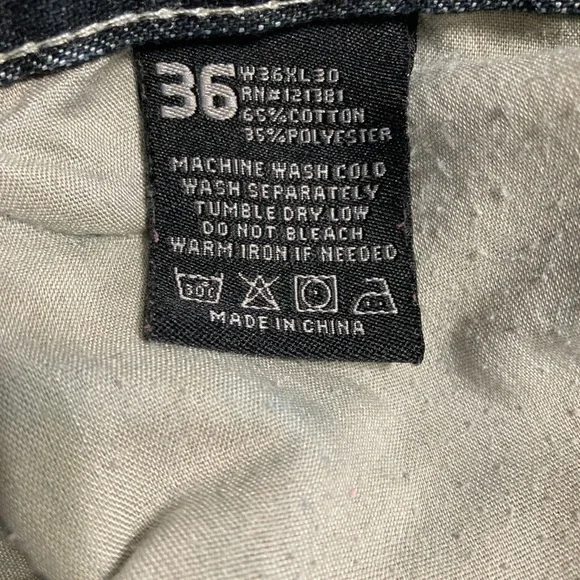 36
W36XL30
RN#121381
65%COTTON
35%POLYESTER
MACHINE WASH COLD
WASH SEPARATELY
TUMBLE DRY LOW
DO NOT BLEACH
WARM IRON IF NEEDED
30C
MADE IN CHINA